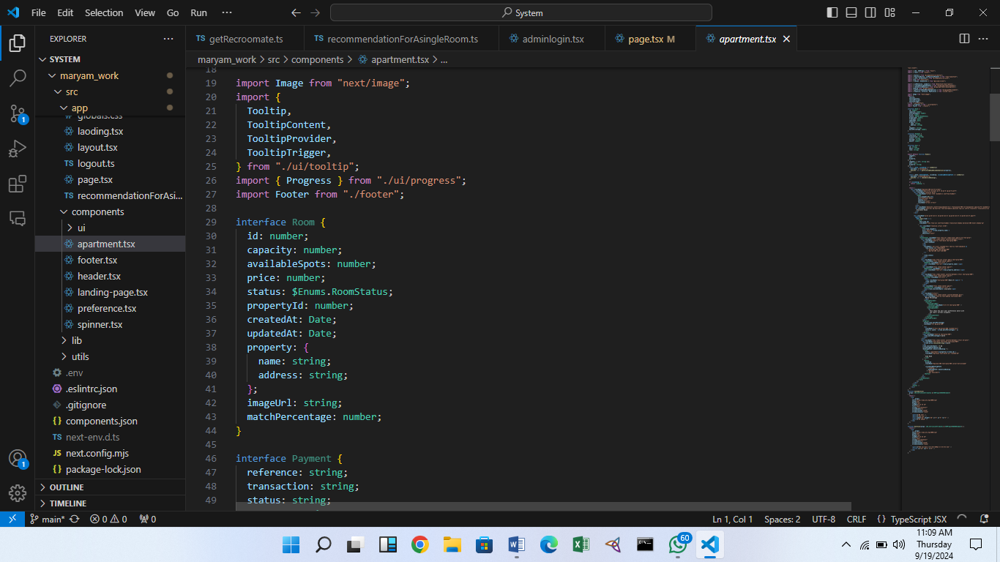 File Edit Selection View Go Run ···
System
EXPLORER ···
getRecroomate.ts
recommendationForAsingleRoom.ts
adminlogin.tsx
page.tsx M
apartment.tsx
SYSTEM
maryam_work > src > components > apartment.tsx > ...
maryam_work
src
app
globals.css
laoding.tsx
layout.tsx
TS logout.ts
page.tsx
TS recommendationForAsi...
components
ui
apartment.tsx
footer.tsx
header.tsx
landing-page.tsx
preference.tsx
spinner.tsx
lib
utils
.env
.eslintrc.json
.gitignore
{} components.json
TS next-env.d.ts
JS next.config.mjs
{} package-lock.json
OUTLINE
TIMELINE
18
19 import Image from "next/image";
20 import {
21 Tooltip,
22 TooltipContent,
23 TooltipProvider,
24 TooltipTrigger,
25 } from "./ui/tooltip";
26 import { Progress } from "./ui/progress";
27 import Footer from "./footer";
28
29 interface Room {
30 id: number;
31 capacity: number;
32 availableSpots: number;
33 price: number;
34 status: $Enums.RoomStatus;
35 propertyId: number;
36 createdAt: Date;
37 updatedAt: Date;
38 property: {
39 name: string;
40 address: string;
41 };
42 imageUrl: string;
43 matchPercentage: number;
44 }
45
46 interface Payment {
47 reference: string;
48 transaction: string;
49 status: string;
1
1
main* 0 0 0
Ln 1, Col 1 Spaces: 2 UTF-8 CRLF {} TypeScript JSX
60
11:09 AM
Thursday
9/19/2024